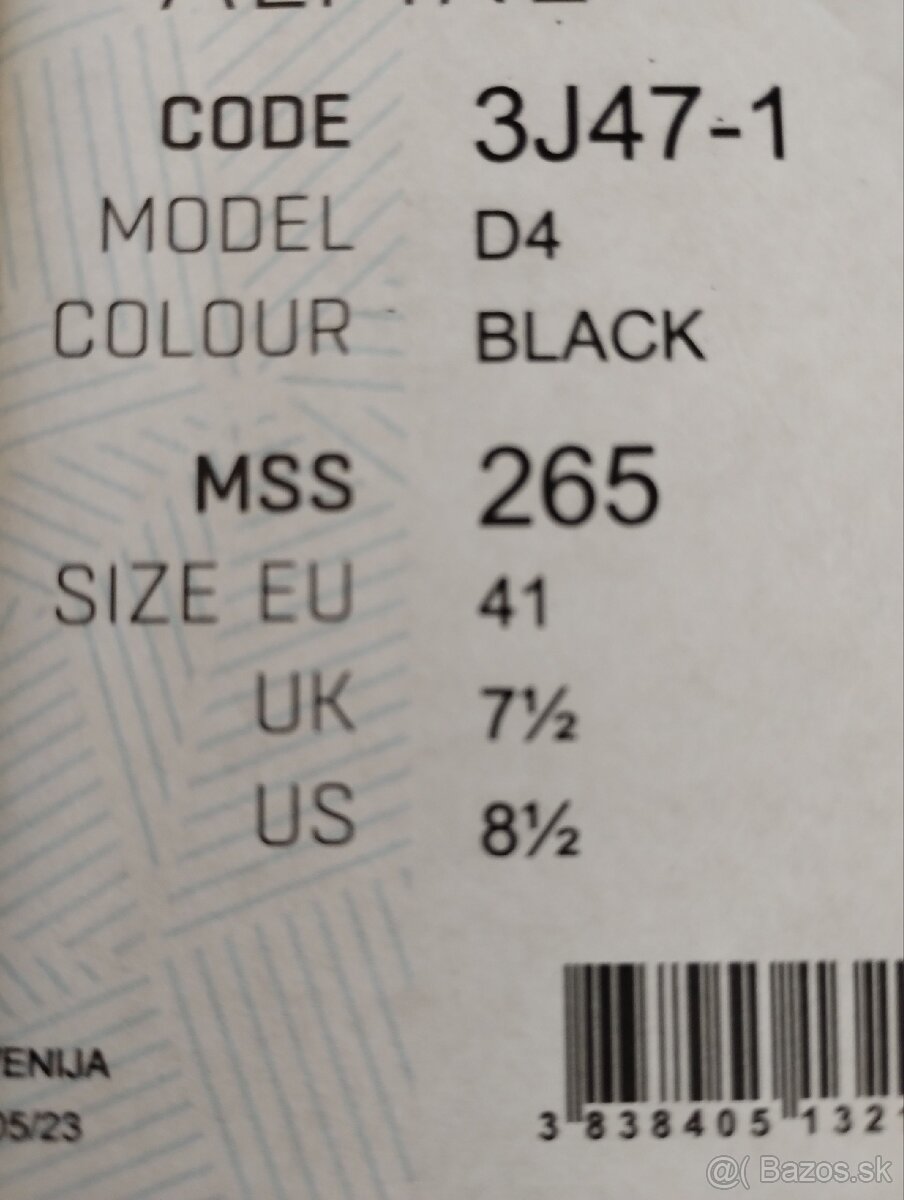 CODE 3J47-1
MODEL D4
COLOUR BLACK
MSS 265
SIZE EU 41
UK 7½
US 8½
ENIJA
05/23
3 838405 132
@( Bazos.sk